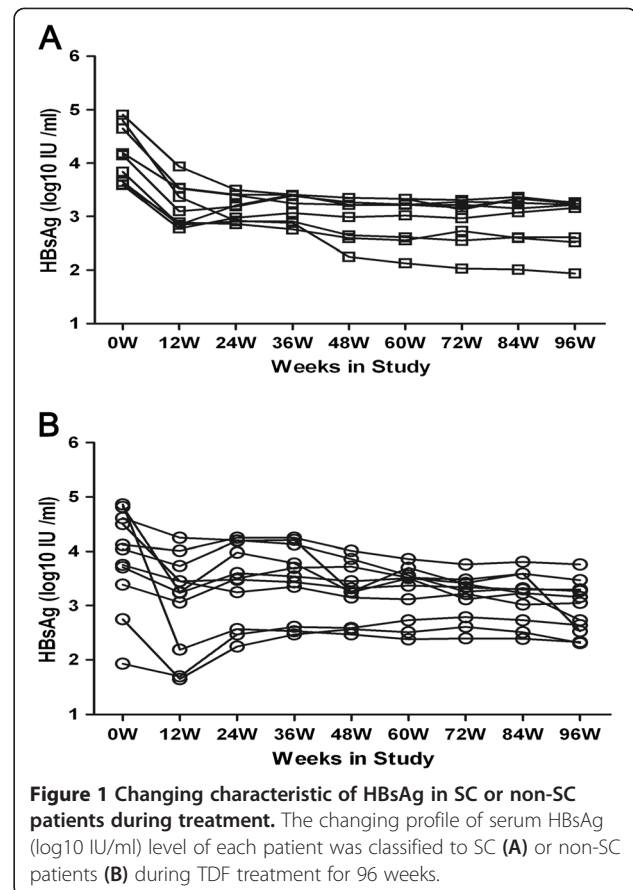 A
6
5
4
3
2
1
HBsAg (log10 IU /ml)
0W 12W 24W 36W 48W 60W 72W 84W 96W
Weeks in Study
B
6
5
4
3
2
1
HBsAg (log10 IU /ml)
0W 12W 24W 36W 48W 60W 72W 84W 96W
Weeks in Study
Figure 1 Changing characteristic of HBsAg in SC or non-SC
patients during treatment. The changing profile of serum HBsAg
(log10 IU/ml) level of each patient was classified to SC (A) or non-SC
patients (B) during TDF treatment for 96 weeks.